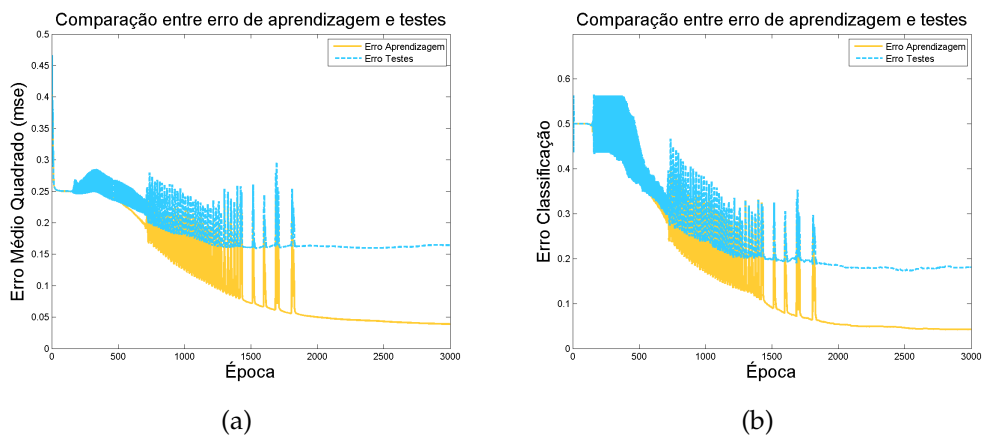 Comparação entre erro de aprendizagem e testes
Erro Aprendizagem
Erro Testes
Erro Médio Quadrado (mse)
0.5
0.45
0.4
0.35
0.3
0.25
0.2
0.15
0.1
0.05
0
0 500 1000 1500 2000 2500 3000
Época
(a)
Comparação entre erro de aprendizagem e testes
Erro Aprendizagem
Erro Testes
Erro Classificação
0.6
0.5
0.4
0.3
0.2
0.1
0
0 500 1000 1500 2000 2500 3000
Época
(b)